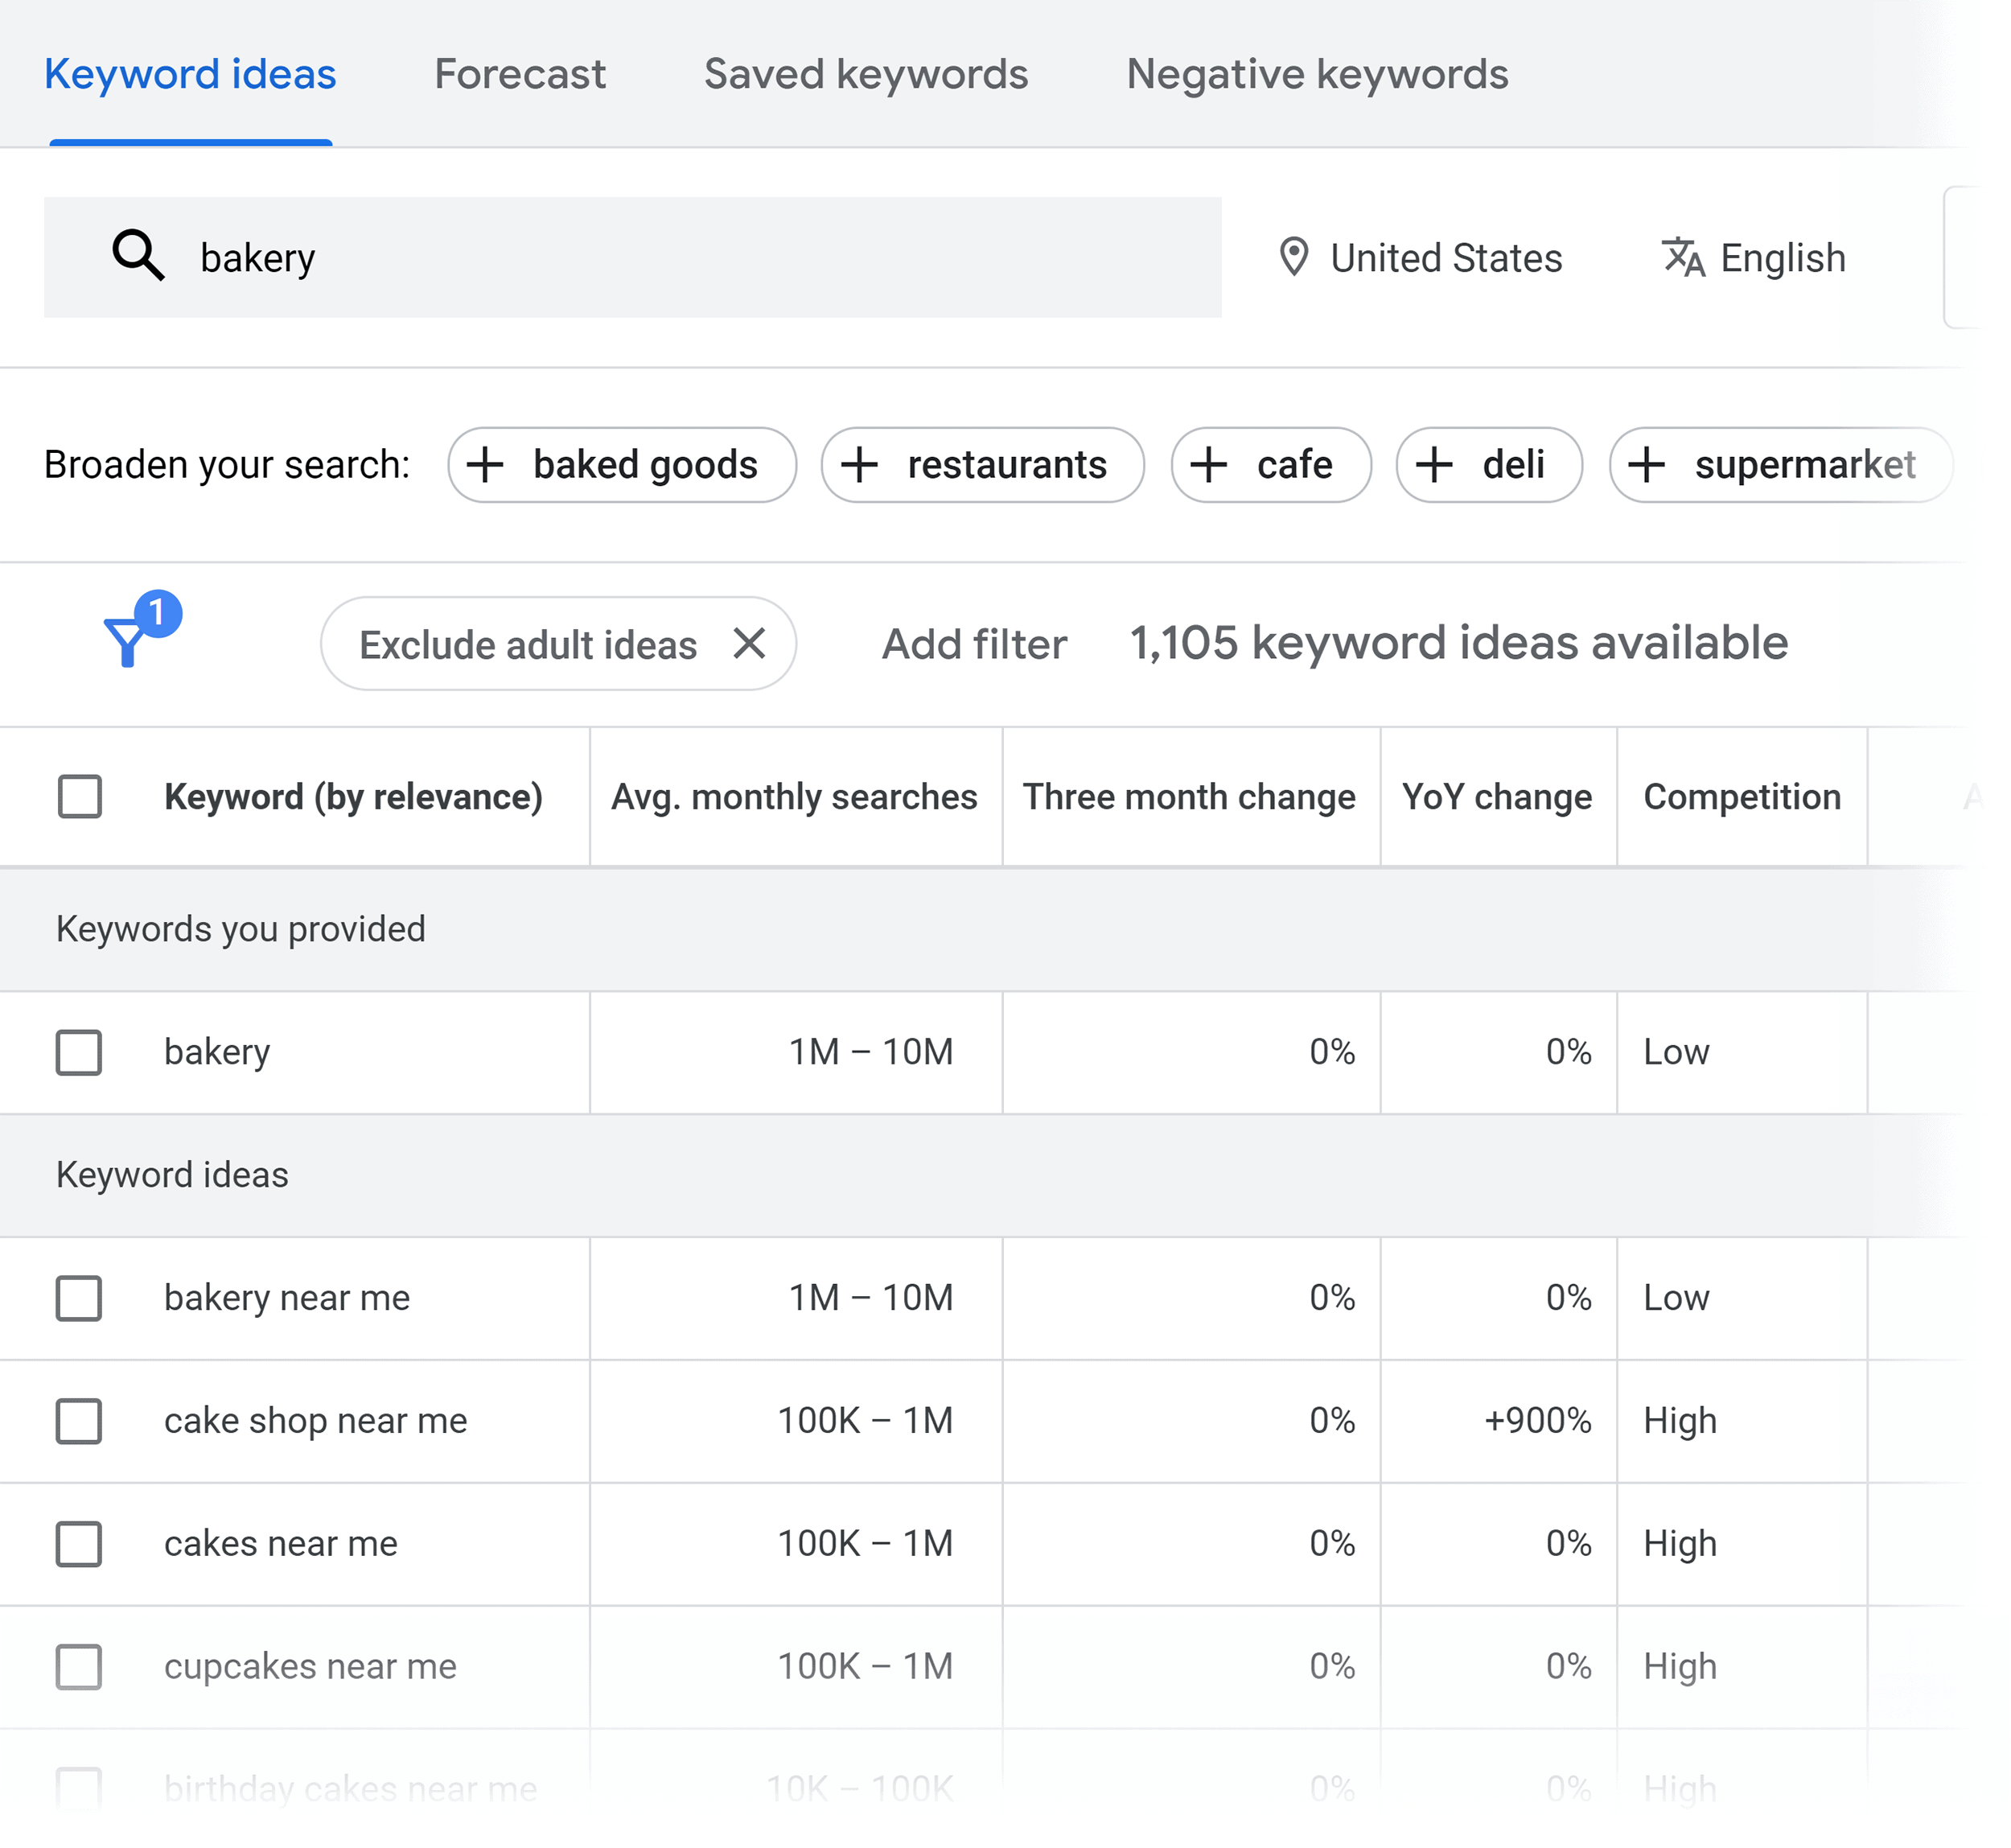 Keyword ideas Forecast Saved keywords Negative keywords
bakery United States English
Broaden your search: + baked goods + restaurants + cafe + deli + supermarket
1 Exclude adult ideas Add filter 1,105 keyword ideas available
Keyword (by relevance) Avg. monthly searches Three month change YoY change Competition
Keywords you provided
bakery 1M – 10M 0% 0% Low
Keyword ideas
bakery near me 1M – 10M 0% 0% Low
cake shop near me 100K – 1M 0% +900% High
cakes near me 100K – 1M 0% 0% High
cupcakes near me 100K – 1M 0% 0% High
birthday cakes near me 10K – 100K 0% 0% High